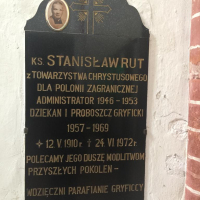 KS. STANISŁAW RUT
z TOWARZYSTWA CHRYSTUSOWEGO
DLA POLONII ZAGRANICZNEJ
ADMINISTRATOR 1946 - 1953
DZIEKAN i PROBOSZCZ GRYFICKI
1957 - 1969
✩ 12 V 1910 r. ✝ 24 VI 1972 r.
POLECAMY JEGO DUSZĘ MODLITWOM
PRZYSZŁYCH POKOLEŃ -
WDZIĘCZNI PARAFIANIE GRYFICCY